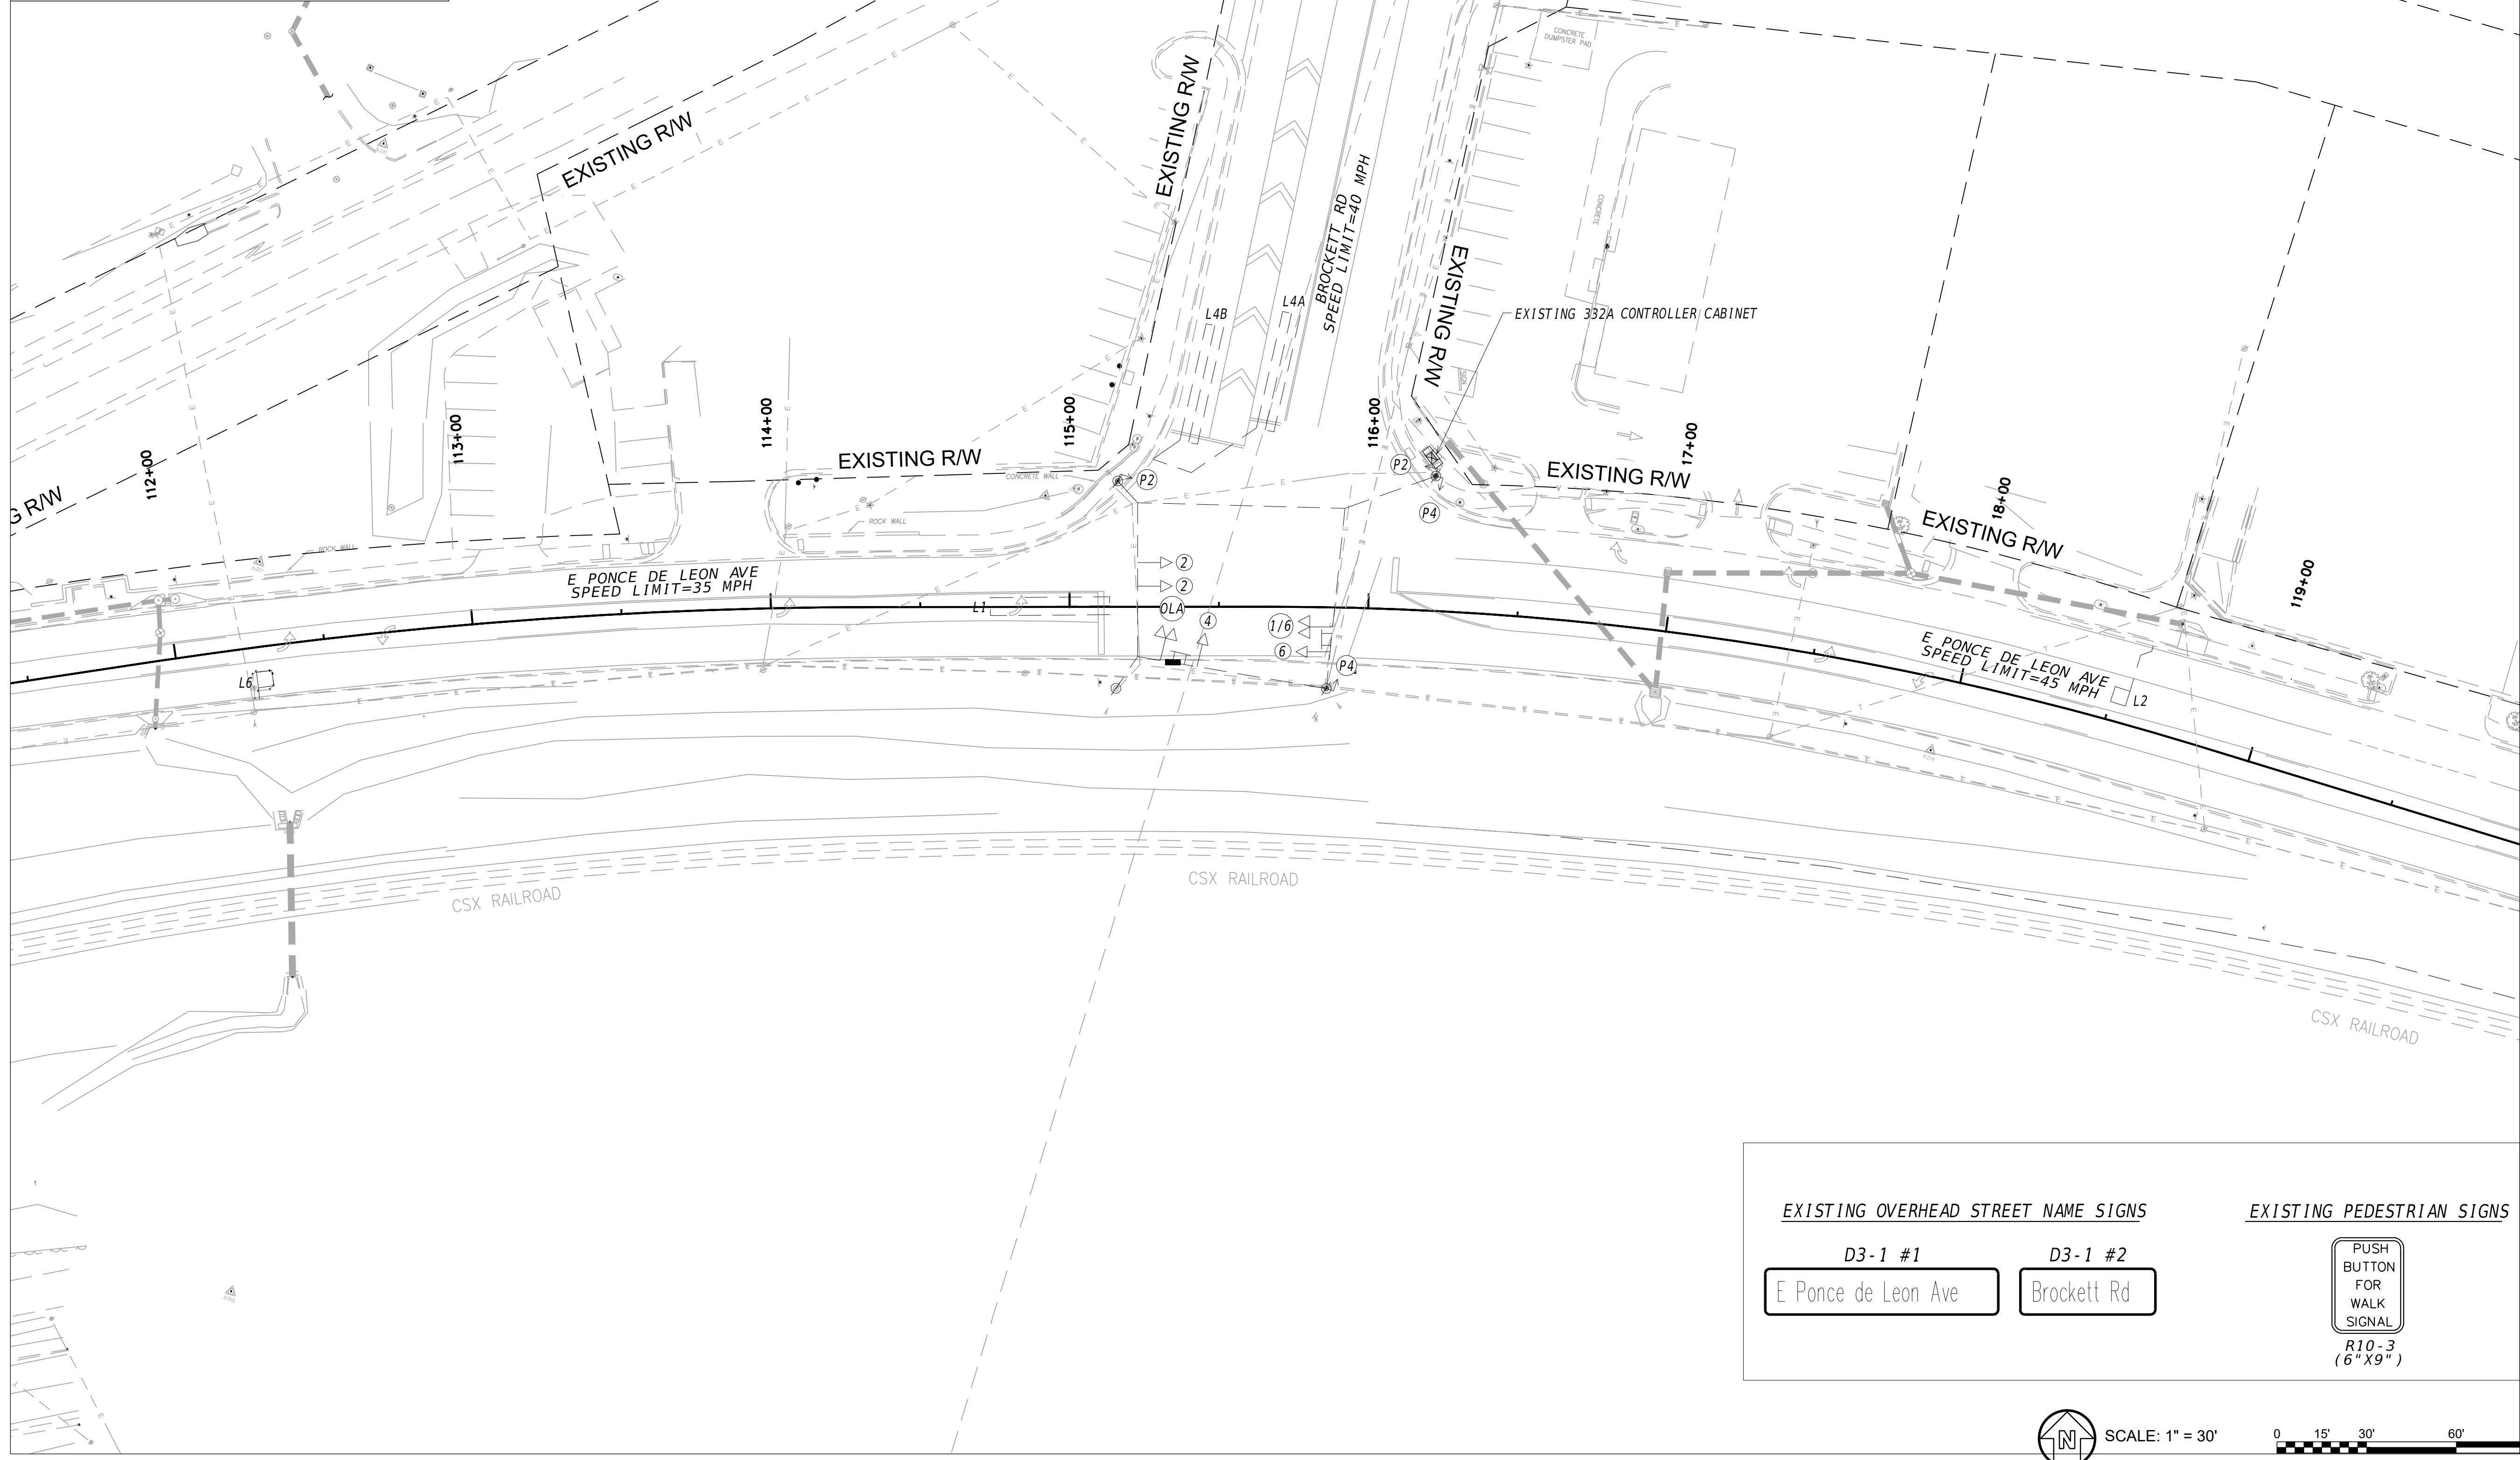 CONCRETE
DUMPSTER PAD
EXISTING R/W
EXISTING R/W
BROCKETT RD
SPEED LIMIT=40 MPH
CONCRETE
EXISTING R/W
L4B
L4A
EXISTING 332A CONTROLLER CABINET
SIGN
112+00
113+00
114+00
115+00
116+00
17+00
18+00
119+00
G R/W
EXISTING R/W
CONCRETE WALL
P2
P2
P4
EXISTING R/W
EXISTING R/W
ROCK WALL
ROCK WALL
E PONCE DE LEON AVE
SPEED LIMIT=35 MPH
2
2
L1
OLA
4
1/6
6
P4
L6
E PONCE DE LEON AVE
SPEED LIMIT=45 MPH
L2
CSX RAILROAD
CSX RAILROAD
CSX RAILROAD
EXISTING OVERHEAD STREET NAME SIGNS
D3-1 #1
D3-1 #2
E Ponce de Leon Ave
Brockett Rd
EXISTING PEDESTRIAN SIGNS
PUSH
BUTTON
FOR
WALK
SIGNAL
R10-3
(6"X9")
N
SCALE: 1" = 30'
0 15' 30' 60'